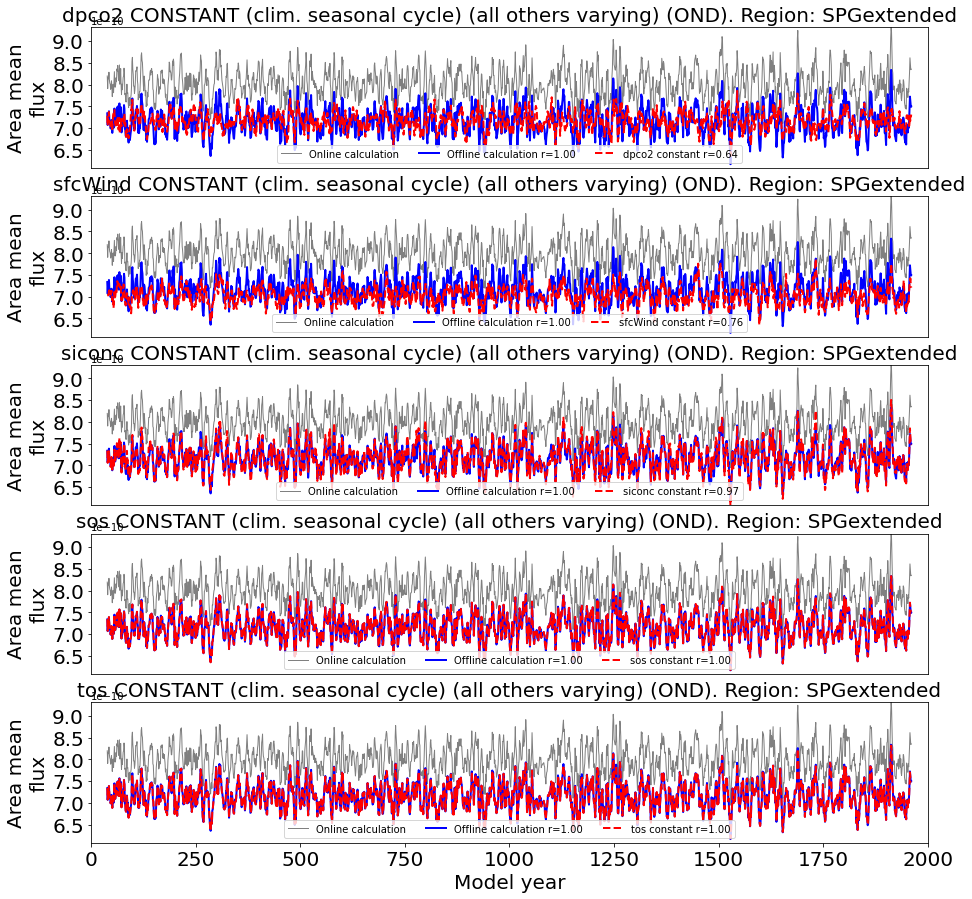 dpco2 CONSTANT (clim. seasonal cycle) (all others varying) (OND). Region: SPGextended
1e-10
9.0
8.5
8.0
7.5
7.0
6.5
Area mean
flux
Online calculation Offline calculation r=1.00 dpco2 constant r=0.64
sfcWind CONSTANT (clim. seasonal cycle) (all others varying) (OND). Region: SPGextended
1e-10
9.0
8.5
8.0
7.5
7.0
6.5
Area mean
flux
Online calculation Offline calculation r=1.00 sfcWind constant r=0.76
siconc CONSTANT (clim. seasonal cycle) (all others varying) (OND). Region: SPGextended
1e-10
9.0
8.5
8.0
7.5
7.0
6.5
Area mean
flux
Online calculation Offline calculation r=1.00 siconc constant r=0.97
sos CONSTANT (clim. seasonal cycle) (all others varying) (OND). Region: SPGextended
1e-10
9.0
8.5
8.0
7.5
7.0
6.5
Area mean
flux
Online calculation Offline calculation r=1.00 sos constant r=1.00
tos CONSTANT (clim. seasonal cycle) (all others varying) (OND). Region: SPGextended
1e-10
9.0
8.5
8.0
7.5
7.0
6.5
Area mean
flux
Online calculation Offline calculation r=1.00 tos constant r=1.00
0 250 500 750 1000 1250 1500 1750 2000
Model year